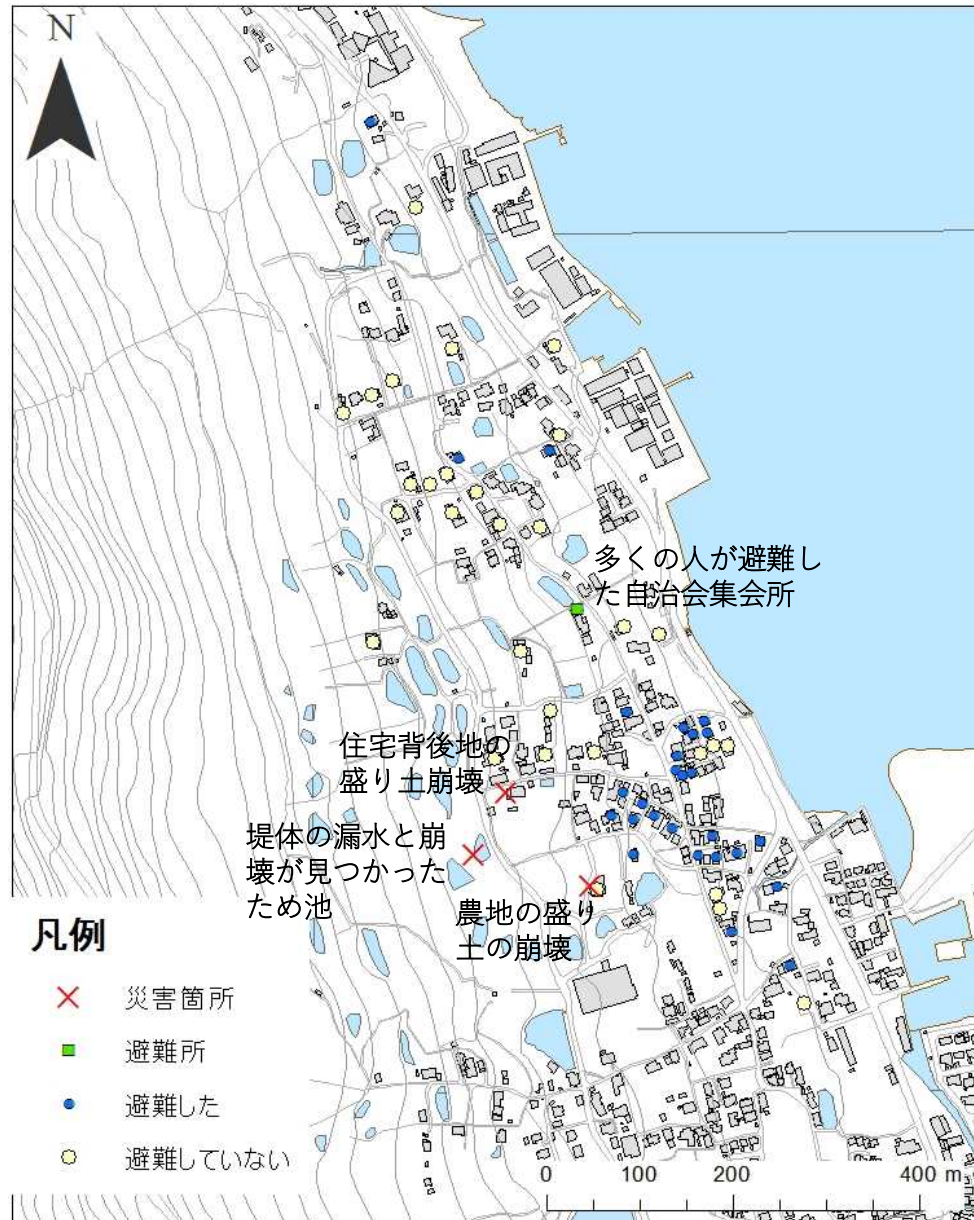 N
多くの人が避難し
た自治会集会所
住宅背後地の
盛り土崩壊
堤体の漏水と崩
壊が見つかった
ため池
農地の盛り
土の崩壊
凡例
災害箇所
避難所
避難した
避難していない
0 100 200 400 m